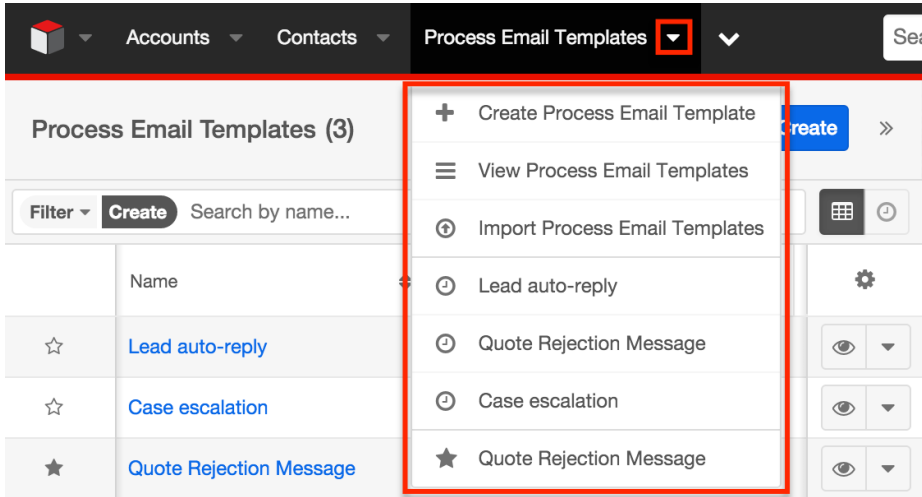 Accounts Contacts Process Email Templates Sea
Process Email Templates (3)
Create
Filter Create Search by name...
Name
Lead auto-reply
Case escalation
Quote Rejection Message
Create Process Email Template
View Process Email Templates
Import Process Email Templates
Lead auto-reply
Quote Rejection Message
Case escalation
Quote Rejection Message